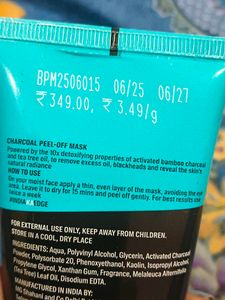 BPM2506015 06/25 06/27
₹349.00, ₹3.49/g
CHARCOAL PEEL-OFF MASK
Powered by the 10x detoxifying properties of activated bamboo charcoal
and tea tree oil, to remove excess oil, blackheads and reveal the skin's
natural radiance
HOW TO USE
On your moist face apply a thin, even layer of the mask, avoiding the eye
area. Leave it to dry for 15 mins and peel off gently. For best results use
twice a week
#INDIAKAEDGE
FOR EXTERNAL USE ONLY, KEEP AWAY FROM CHILDREN.
STORE IN A COOL, DRY PLACE
INGREDIENTS: Aqua, Polyvinyl Alcohol, Glycerin, Activated Charcoal
Powder, Polysorbate 20, Phenoxyethanol, Kaolin, Isopropyl Alcohol,
Propylene Glycol, Xanthan Gum, Fragrance, Melaleuca Alternifolia
(Tea Tree) Leaf Oil, Disodium EDTA.
MANUFACTURED IN INDIA BY: